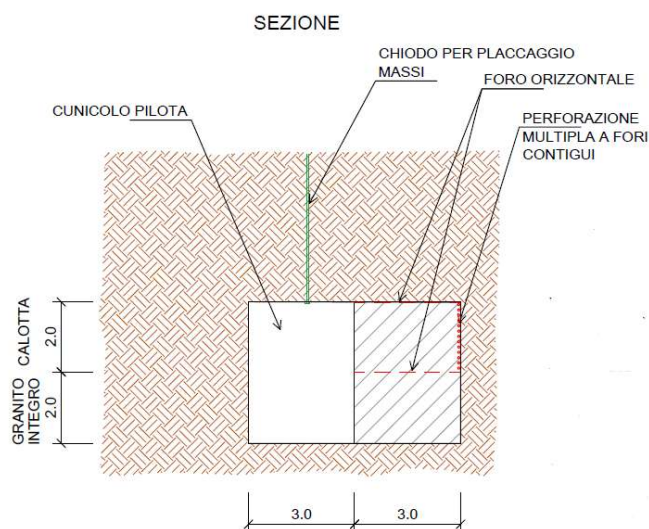 SEZIONE
CHIODO PER PLACCAGGIO
MASSI
FORO ORIZZONTALE
CUNICOLO PILOTA
PERFORAZIONE
MULTIPLA A FORI
CONTIGUI
CALOTTA
2.0
GRANITO
INTEGRO
2.0
3.0
3.0